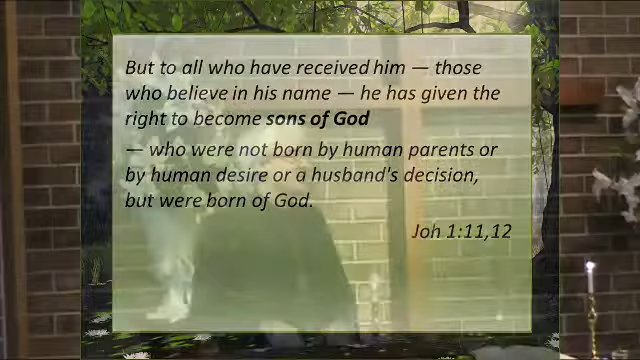 But to all who have received him — those
who believe in his name — he has given the
right to become sons of God
— who were not born by human parents or
by human desire or a husband's decision,
but were born of God.
Joh 1:11,12